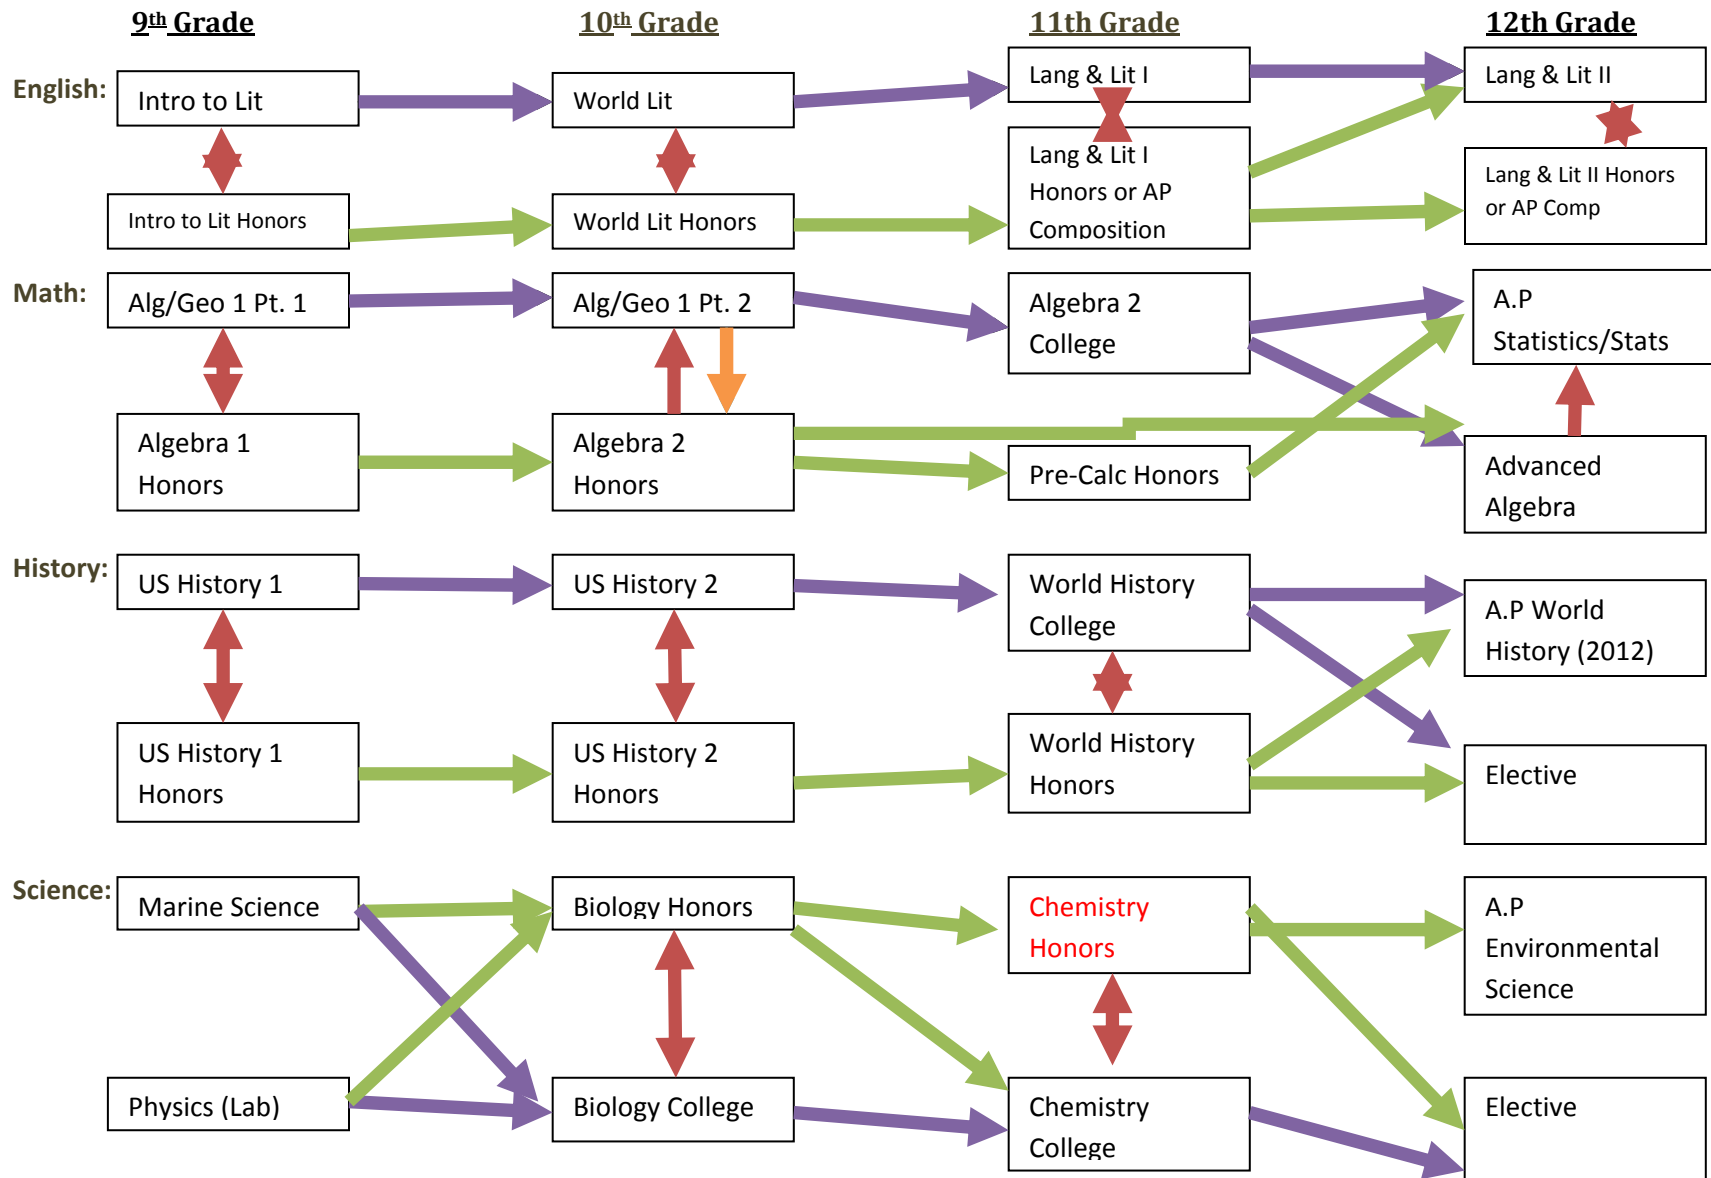 9th Grade
10th Grade
11th Grade
12th Grade
English:
Intro to Lit
World Lit
Lang & Lit I
Lang & Lit II
Intro to Lit Honors
World Lit Honors
Lang & Lit I
Honors or AP
Composition
Lang & Lit II Honors
or AP Comp
Math:
Alg/Geo 1 Pt. 1
Alg/Geo 1 Pt. 2
Algebra 2
College
A.P
Statistics/Stats
Algebra 1
Honors
Algebra 2
Honors
Pre-Calc Honors
Advanced
Algebra
History:
US History 1
US History 2
World History
College
A.P World
History (2012)
US History 1
Honors
US History 2
Honors
World History
Honors
Elective
Science:
Marine Science
Biology Honors
Chemistry
Honors
A.P
Environmental
Science
Physics (Lab)
Biology College
Chemistry
College
Elective